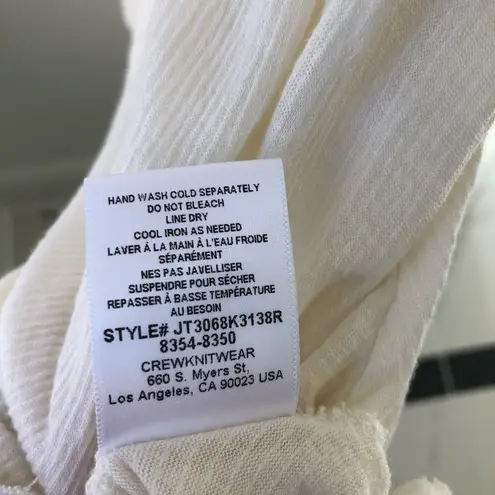 HAND WASH COLD SEPARATELY
DO NOT BLEACH
LINE DRY
COOL IRON AS NEEDED
LAVER Á LA MAIN Á L'EAU FROIDE
SÉPARÉMENT
NES PAS JAVELLISER
SUSPENDRE POUR SÉCHER
REPASSER Á BASSE TEMPÉRATURE
AU BESOIN
STYLE# JT3068K3138R
8354-8350
CREWKNITWEAR
660 S. Myers St,
Los Angeles, CA 90023 USA